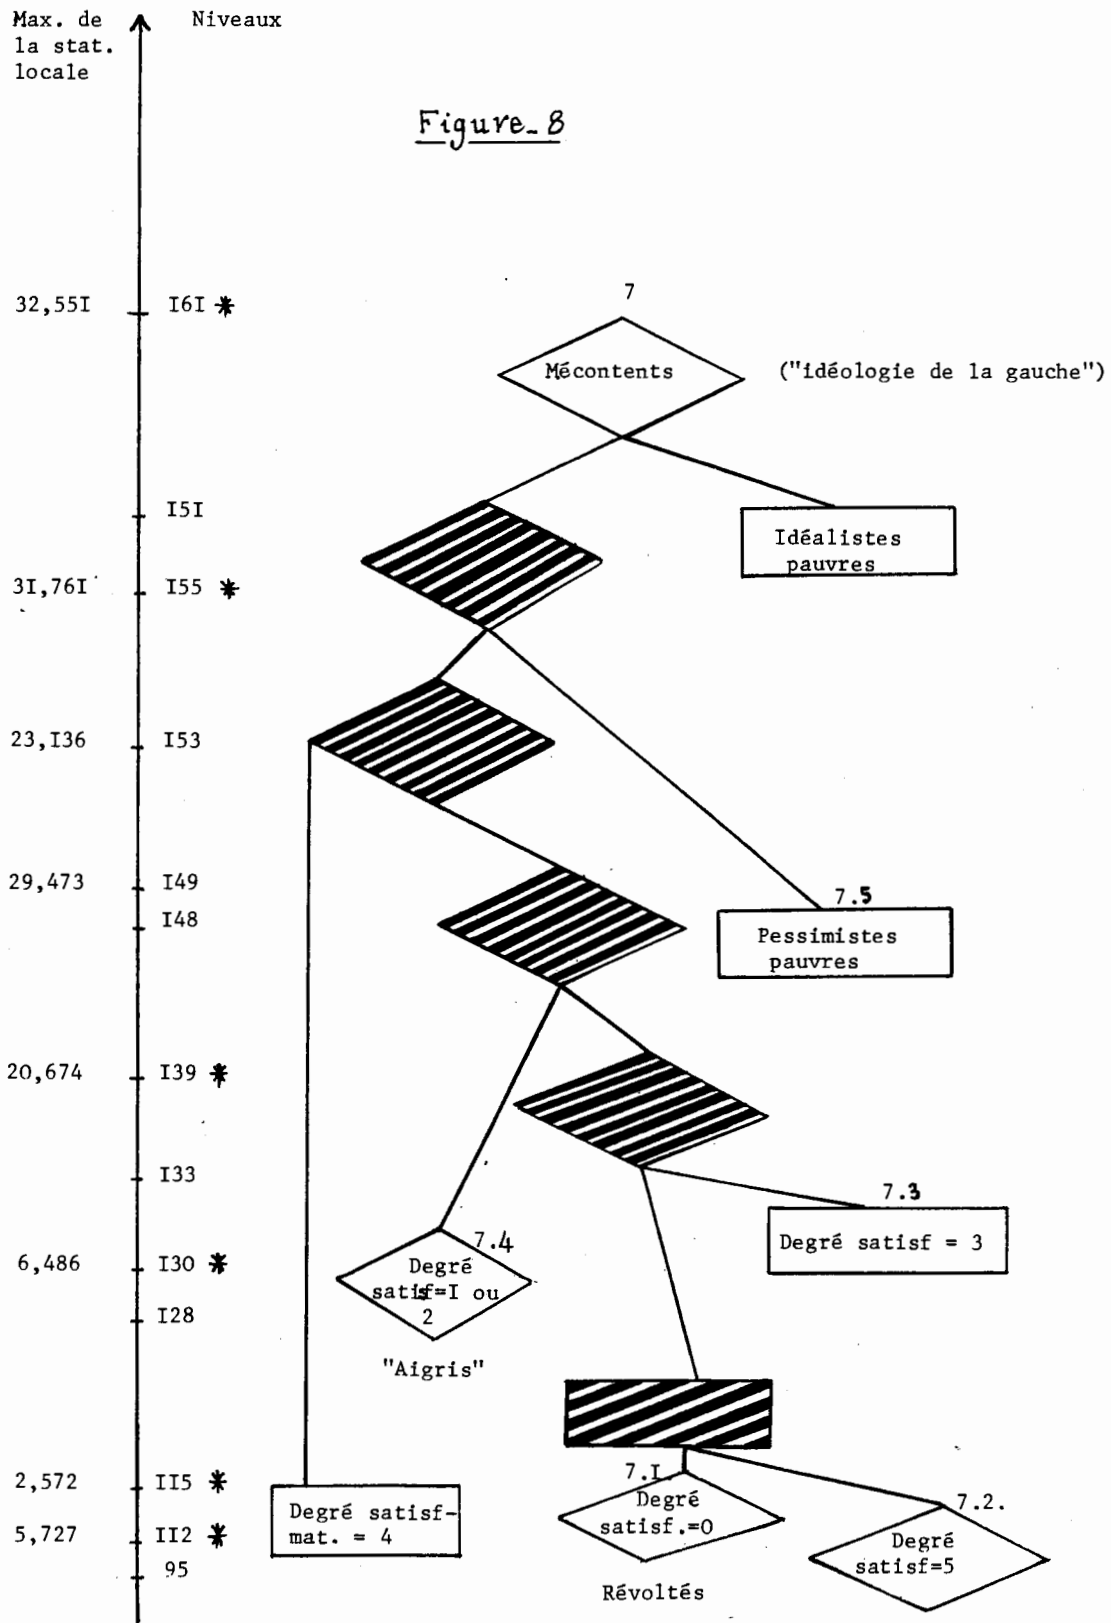 Max. de
la stat.
locale
Niveaux
Figure_8
7
32,55I
I6I *
Mécontents
("idéologie de la gauche")
I5I
Idéalistes
pauvres
3I,76I
I55 *
23,I36
I53
29,473
I49
7.5
I48
Pessimistes
pauvres
20,674
I39 *
I33
7.3
Degré satisf = 3
7.4
6,486
I30 *
Degré
satis=I ou
2
I28
"Aigris"
2,572
II5 *
7.I.
Degré satisf-
mat. = 4
Degré
satisf.=0
7.2.
5,727
II2 *
Degré
satisf=5
95
Révoltés